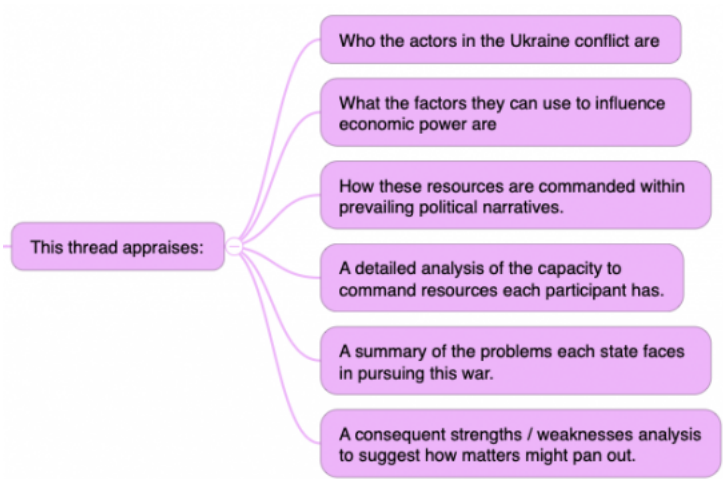 Who the actors in the Ukraine conflict are
What the factors they can use to influence
economic power are
How these resources are commanded within
prevailing political narratives.
This thread appraises:
A detailed analysis of the capacity to
command resources each participant has.
A summary of the problems each state faces
in pursuing this war.
A consequent strengths / weaknesses analysis
to suggest how matters might pan out.